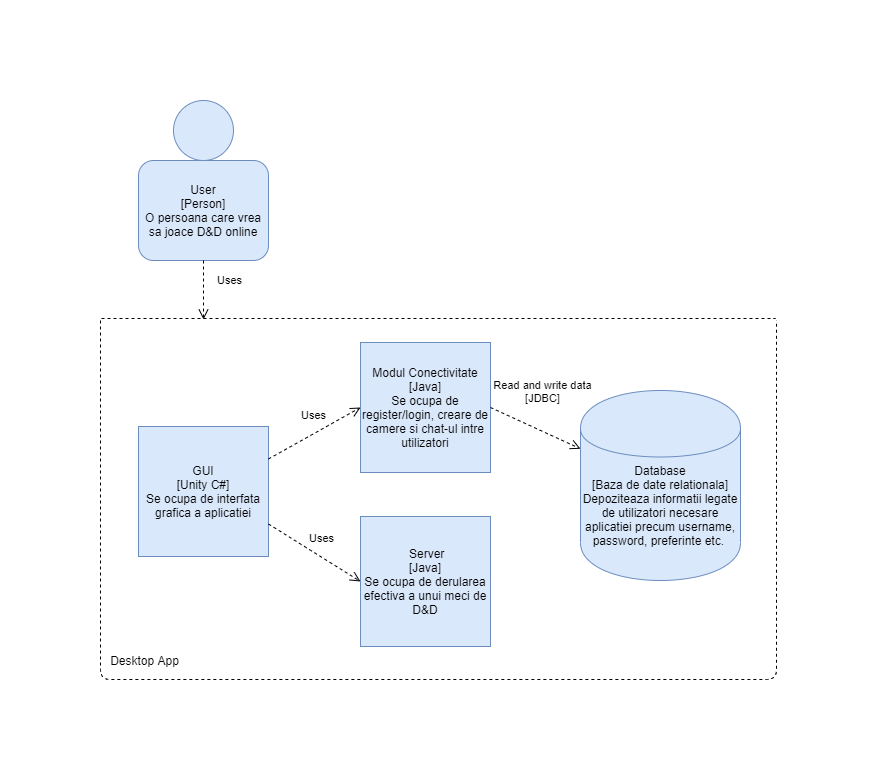 User
[Person]
O persoana care vrea
sa joace D&D online
Uses
Modul Conectivitate
[Java]
Se ocupa de
register/login, creare de
camere si chat-ul intre
utilizatori
Read and write data
[JDBC]
Uses
GUI
[Unity C#]
Se ocupa de interfata
grafica a aplicatiei
Database
[Baza de date relationala]
Depoziteaza informatii legate
de utilizatori necesare
aplicatiei precum username,
password, preferinte etc.
Uses
Server
[Java]
Se ocupa de derularea
efectiva a unui meci de
D&D
Desktop App